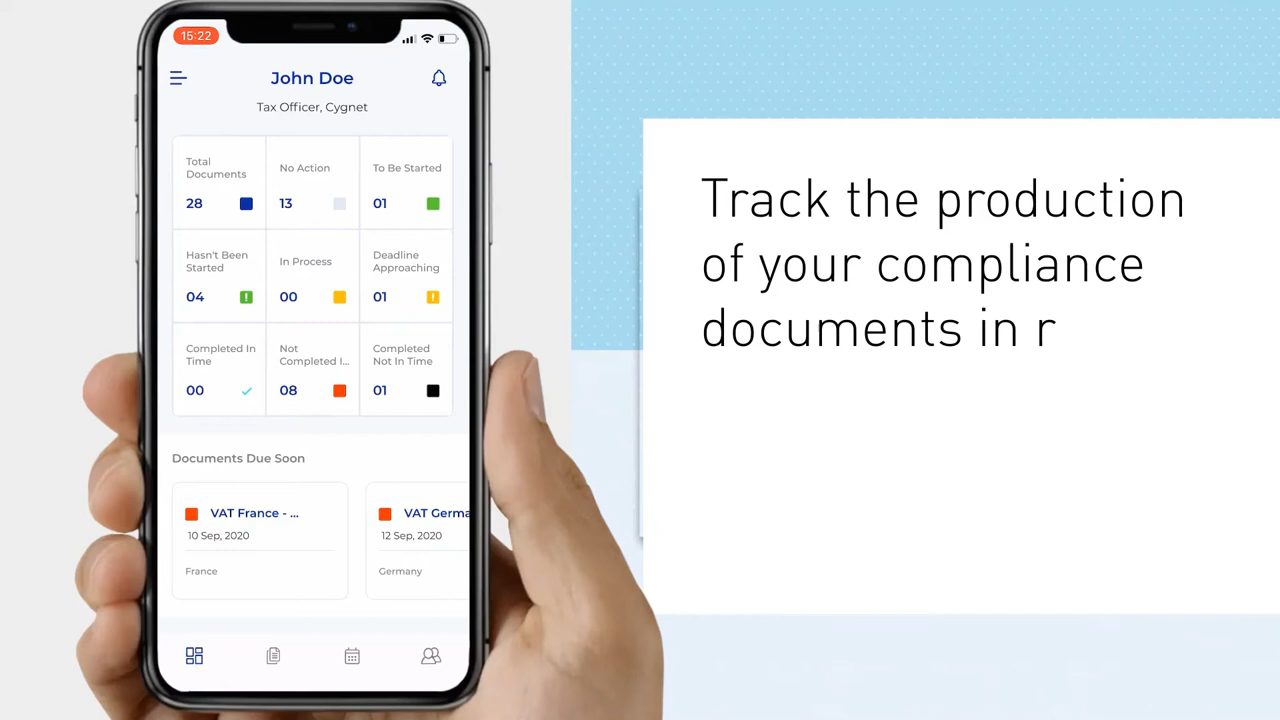 15:22
John Doe
Tax Officer, Cygnet
Total
Documents
28
No Action
13
To Be Started
01
Hasn't Been
Started
04
!
In Process
00
Deadline
Approaching
01
!
Completed In
Time
00
Not
Completed I...
08
Completed
Not In Time
01
Documents Due Soon
VAT France - ...
10 Sep, 2020
France
VAT Germa
12 Sep, 2020
Germany
Track the production
of your compliance
documents in r